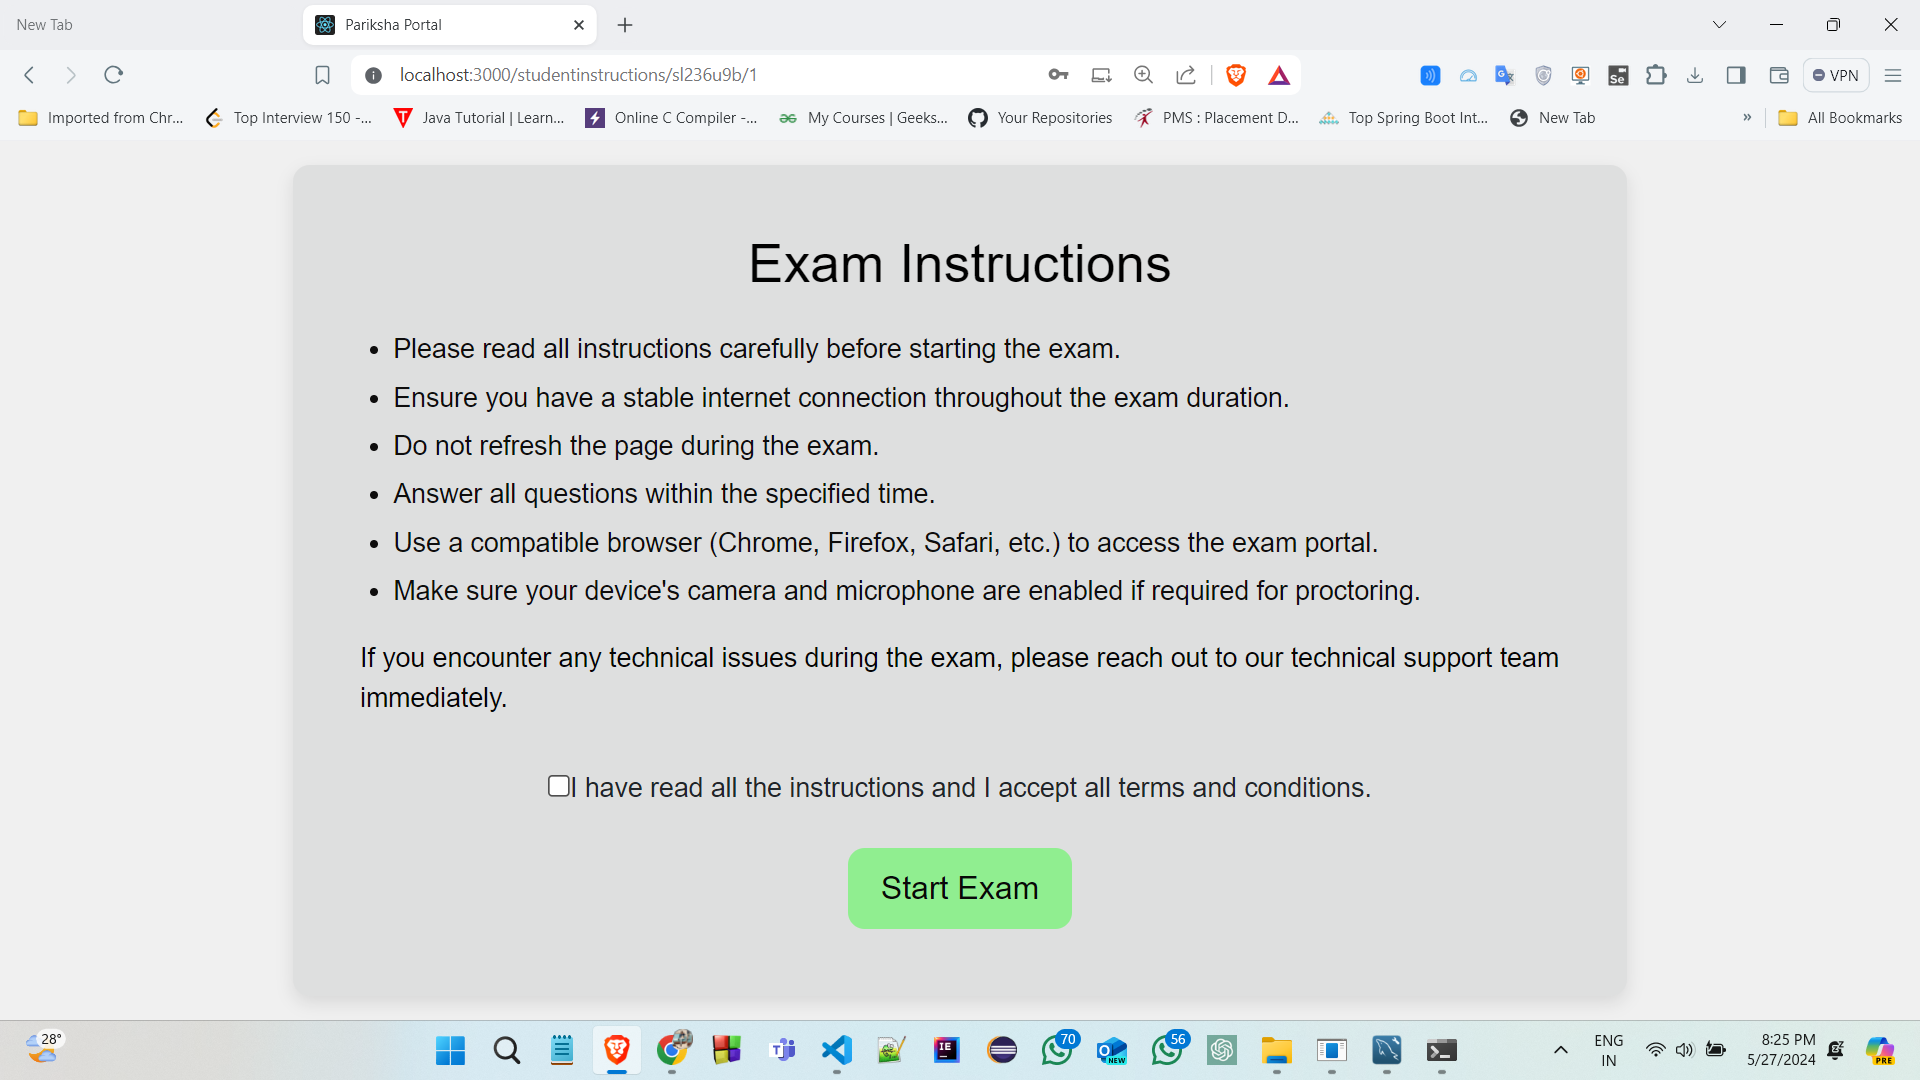 New Tab
Pariksha Portal
localhost:3000/studentinstructions/sl236u9b/1
VPN
Imported from Chr...
Top Interview 150 -...
Java Tutorial | Learn...
Online C Compiler -...
My Courses | Geeks...
Your Repositories
PMS : Placement D...
Top Spring Boot Int...
New Tab
»
All Bookmarks
Exam Instructions
• Please read all instructions carefully before starting the exam.
• Ensure you have a stable internet connection throughout the exam duration.
• Do not refresh the page during the exam.
• Answer all questions within the specified time.
• Use a compatible browser (Chrome, Firefox, Safari, etc.) to access the exam portal.
• Make sure your device's camera and microphone are enabled if required for proctoring.
If you encounter any technical issues during the exam, please reach out to our technical support team
immediately.
I have read all the instructions and I accept all terms and conditions.
Start Exam
28°
70
NEW
56
ENG
IN
8:25 PM
5/27/2024
PRE